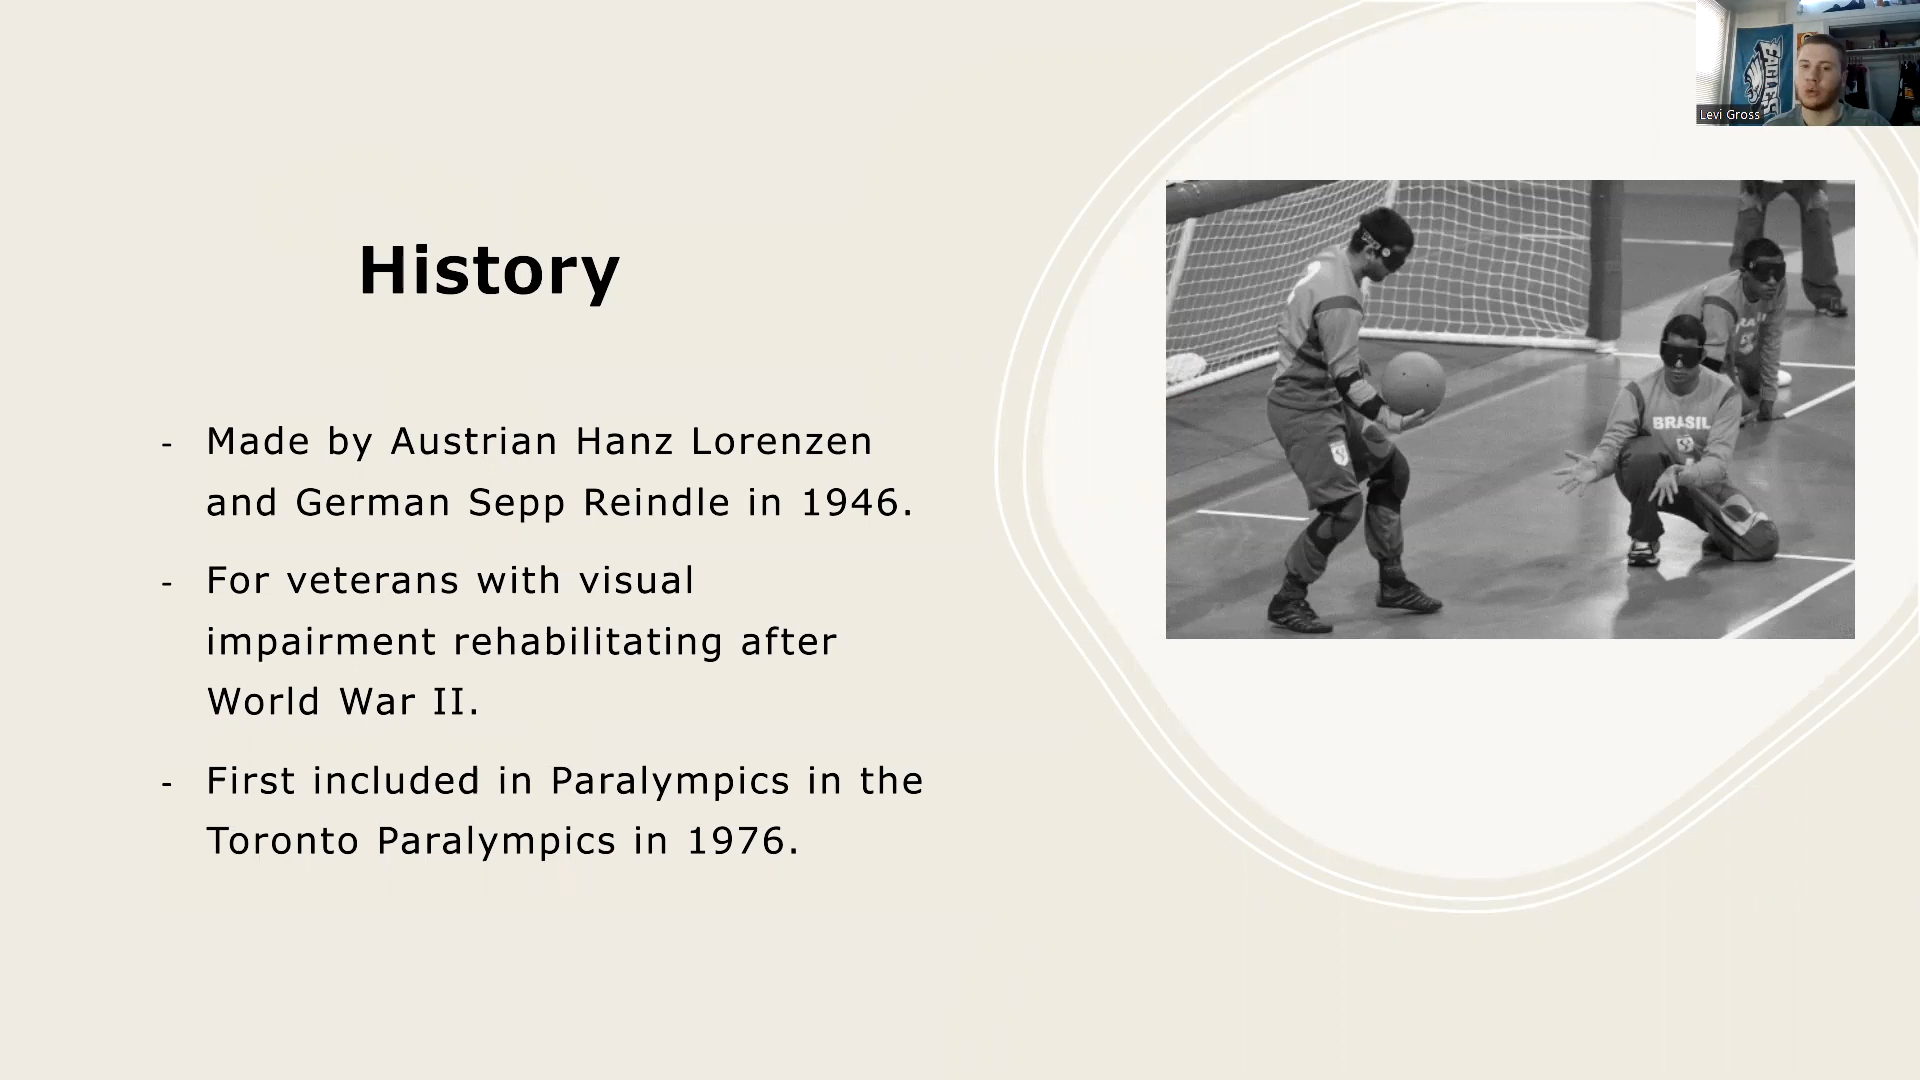 EAGLES
Levi Gross
History
- Made by Austrian Hanz Lorenzen
and German Sepp Reindle in 1946.
BRASIL
- For veterans with visual
impairment rehabilitating after
World War II.
- First included in Paralympics in the
Toronto Paralympics in 1976.